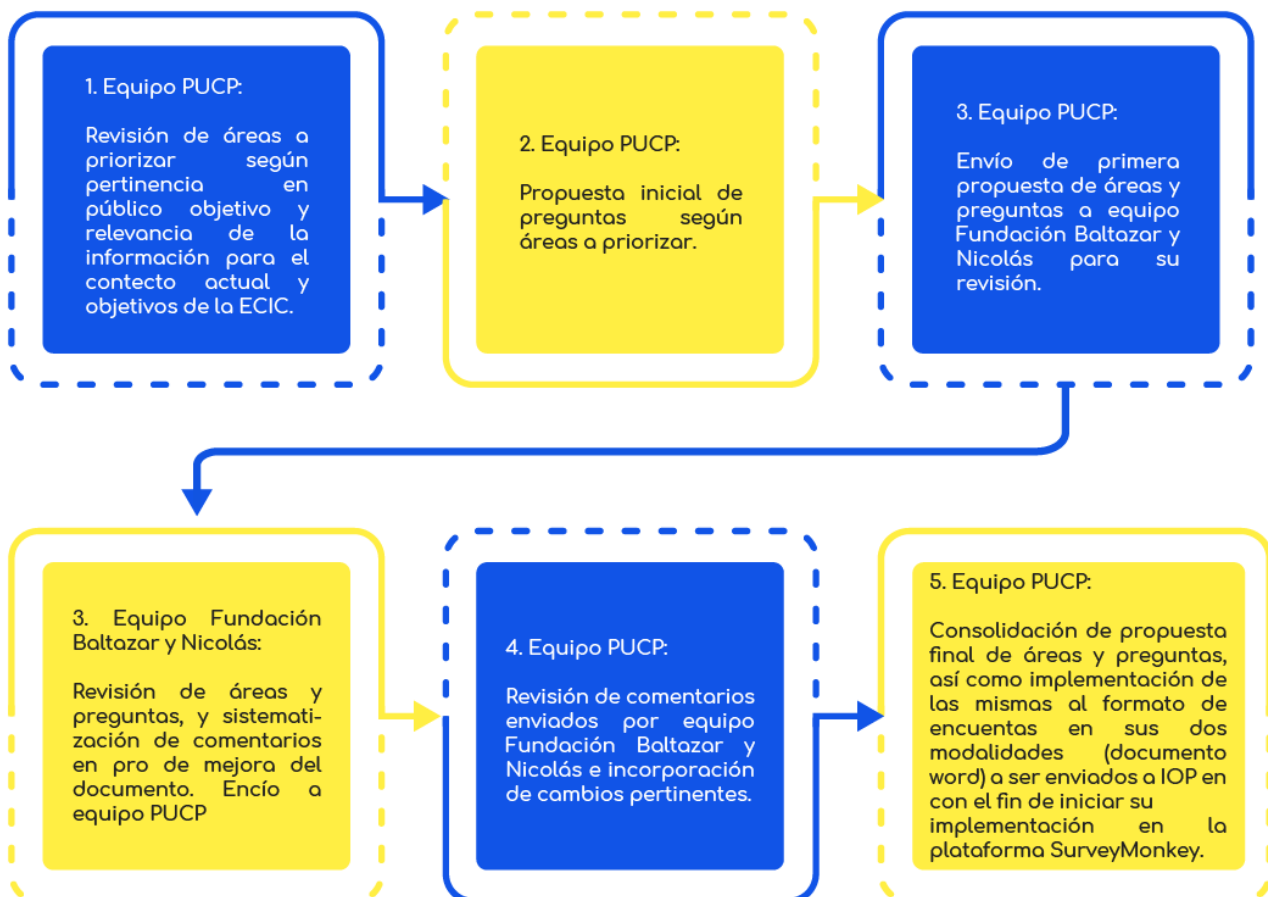 1. Equipo PUCP:
Revisión de áreas a
priorizar según
pertinencia en
público objetivo y
relevancia de la
información para el
contecto actual y
objetivos de la ECIC.
2. Equipo PUCP:
Propuesta inicial de
preguntas según
áreas a priorizar.
3. Equipo PUCP:
Envío de primera
propuesta de áreas y
preguntas a equipo
Fundación Baltazar y
Nicolás para su
revisión.
3. Equipo Fundación
Baltazar y Nicolás:
Revisión de áreas y
preguntas, y sistemati-
zación de comentarios
en pro de mejora del
documento. Encío a
equipo PUCP
4. Equipo PUCP:
Revisión de comentarios
enviados por equipo
Fundación Baltazar y
Nicolás e incorporación
de cambios pertinentes.
5. Equipo PUCP:
Consolidación de propuesta
final de áreas y preguntas,
así como implementación de
las mismas al formato de
encuentas en sus dos
modalidades (documento
word) a ser enviados a IOP en
con el fin de iniciar su
implementación en la
plataforma SurveyMonkey.